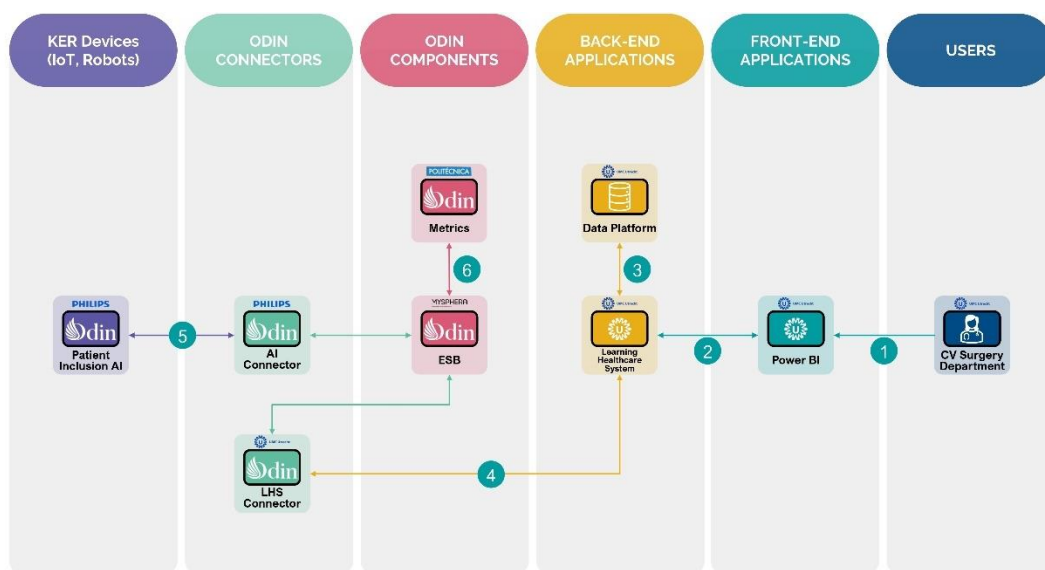 KER Devices
(IoT, Robots)
ODIN
CONNECTORS
ODIN
COMPONENTS
BACK-END
APPLICATIONS
FRONT-END
APPLICATIONS
USERS
POLITÉCNICA
Odin
Metrics
Data Platform
6
3
PHILIPS
Odin
Patient
Inclusion AI
5
PHILIPS
Odin
AI
Connector
MYSPHERA
Odin
ESB
Learning
Healthcare
System
2
Power BI
1
CV Surgery
Department
Odin
LHS
Connector
4